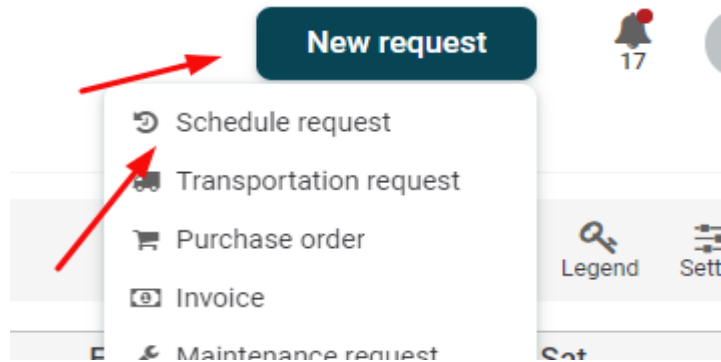 New request
17
Schedule request
Transportation request
Purchase order
Legend
Invoice
Maintenance request
Sat